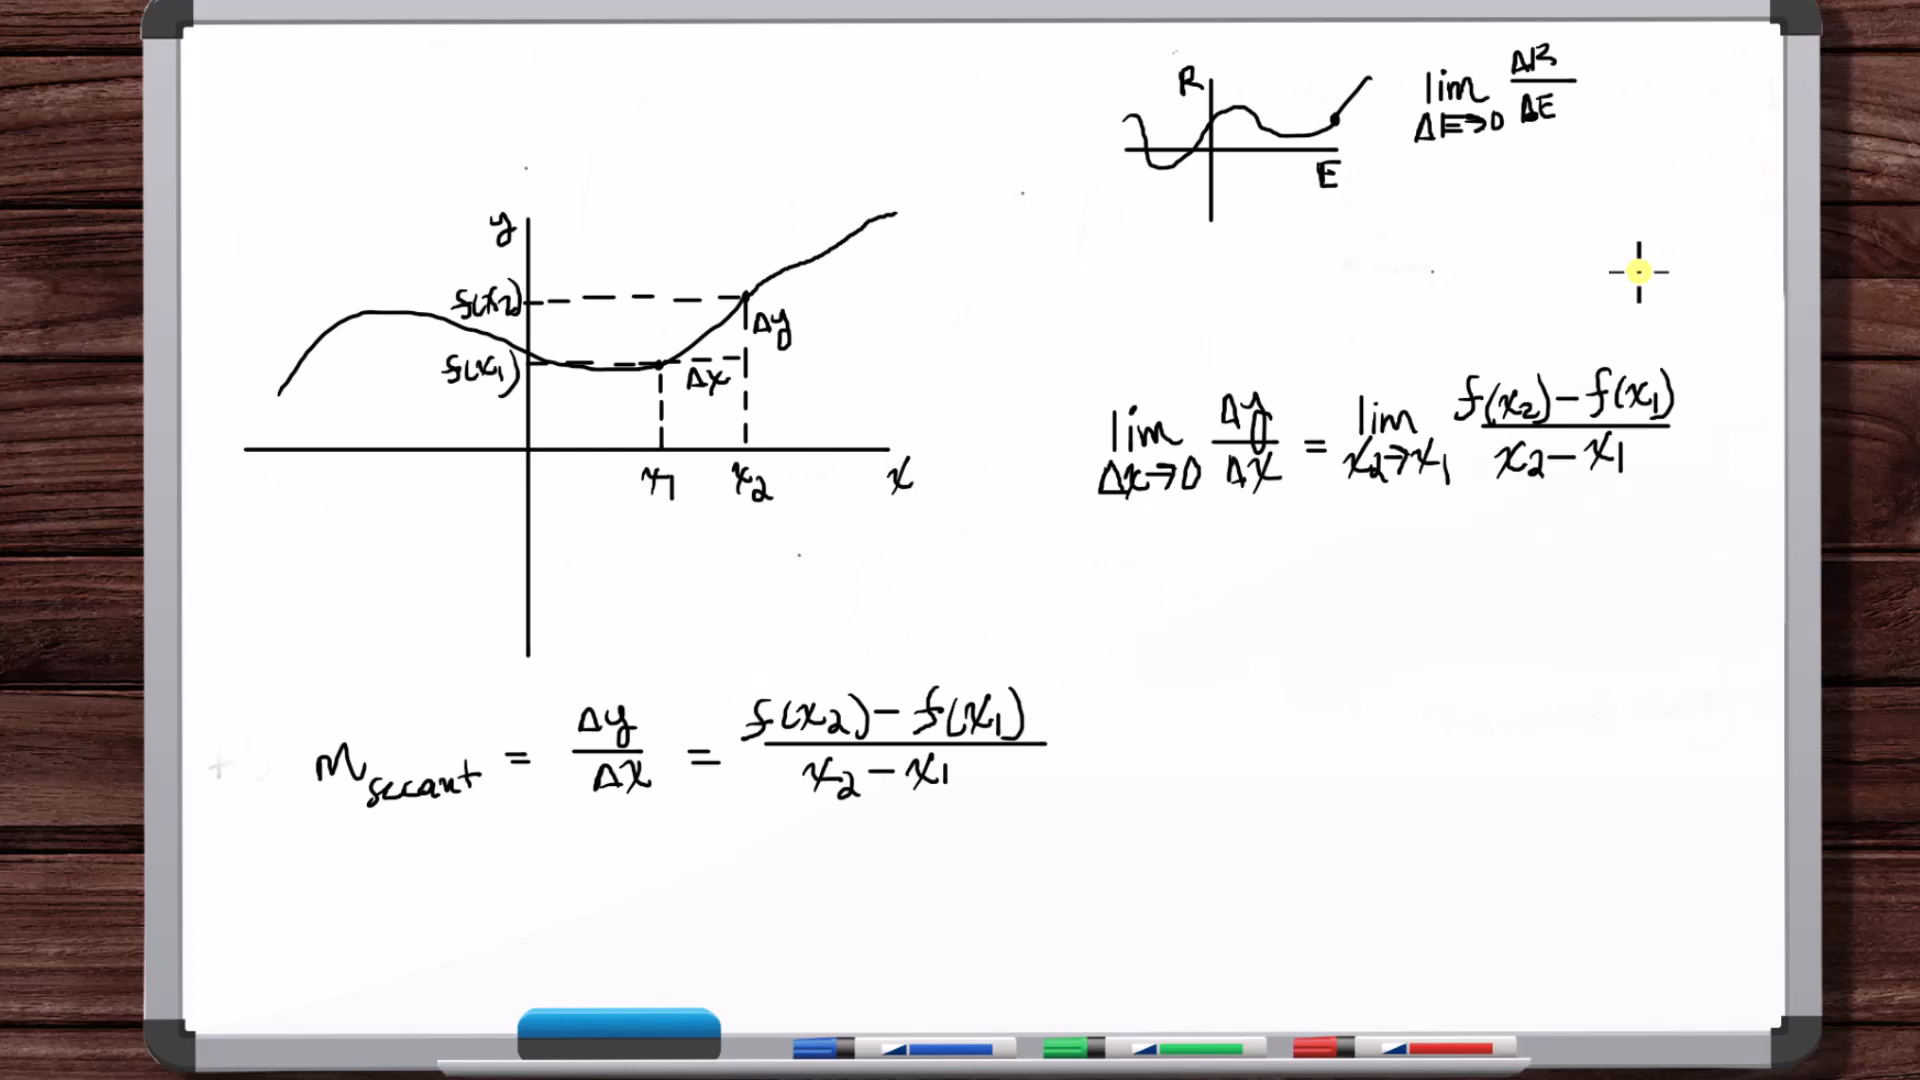 R
lim ΔR/ΔE
ΔE→0
E
y
f(x₂)
Δy
f(x₁)
Δx
x₁ x₂ x
lim Δy/Δx = lim (f(x₂)−f(x₁))/(x₂−x₁)
Δx→0 x₂→x₁
m secant = Δy/Δx = (f(x₂)−f(x₁))/(x₂−x₁)